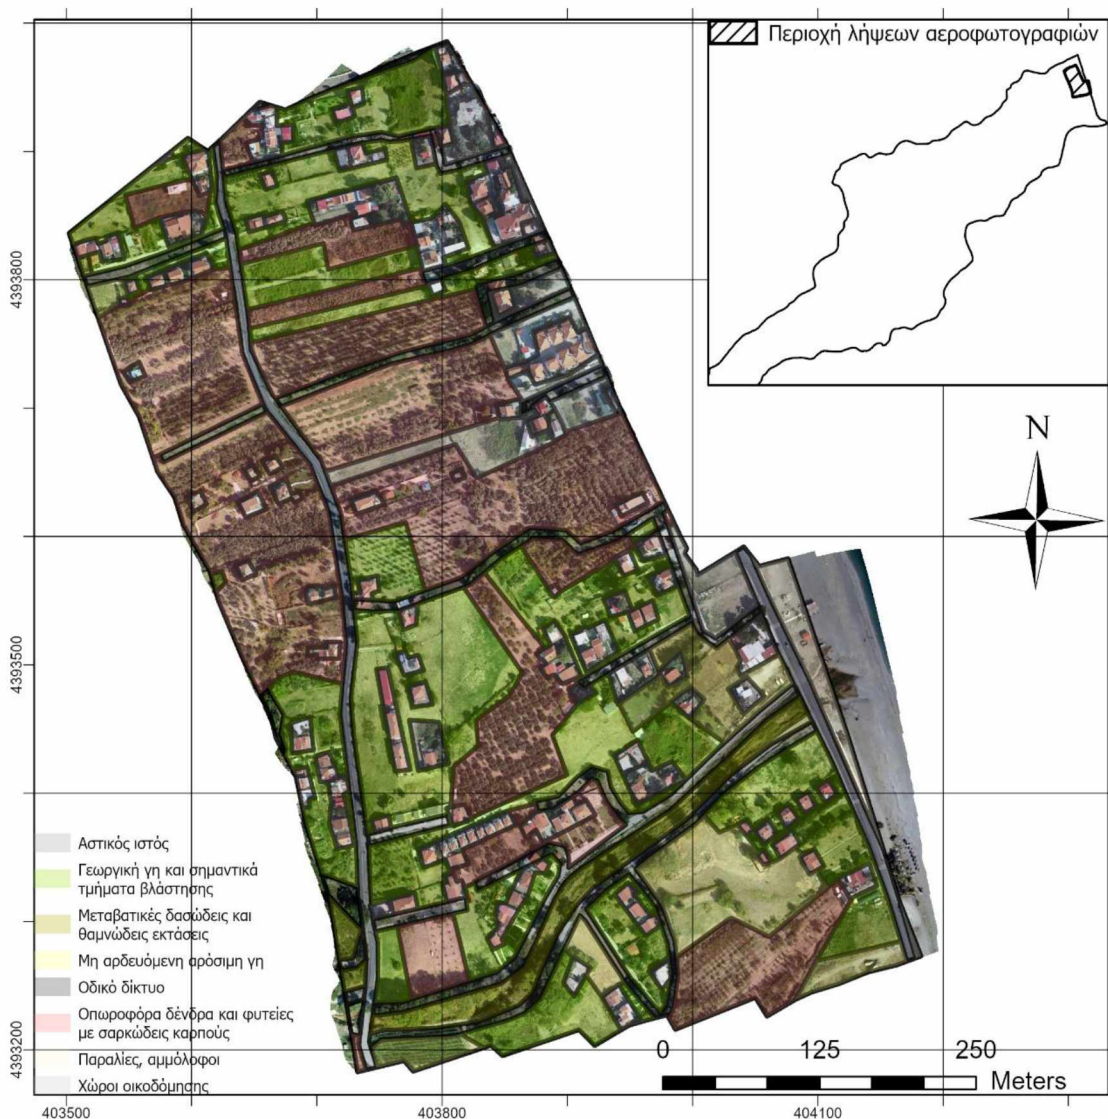 Περιοχή λήψεων αεροφωτογραφιών
N
4393800
4393500
4393200
Αστικός ιστός
Γεωργική γη και σημαντικά
τμήματα βλάστησης
Μεταβατικές δασώδεις και
θαμνώδεις εκτάσεις
Μη αρδευόμενη αρόσιμη γη
Οδικό δίκτυο
Οπωροφόρα δένδρα και φυτείες
με σαρκώδεις καρπούς
Παραλίες, αμμόλοφοι
Χώροι οικοδόμησης
0 125 250
Meters
403500 403800 404100